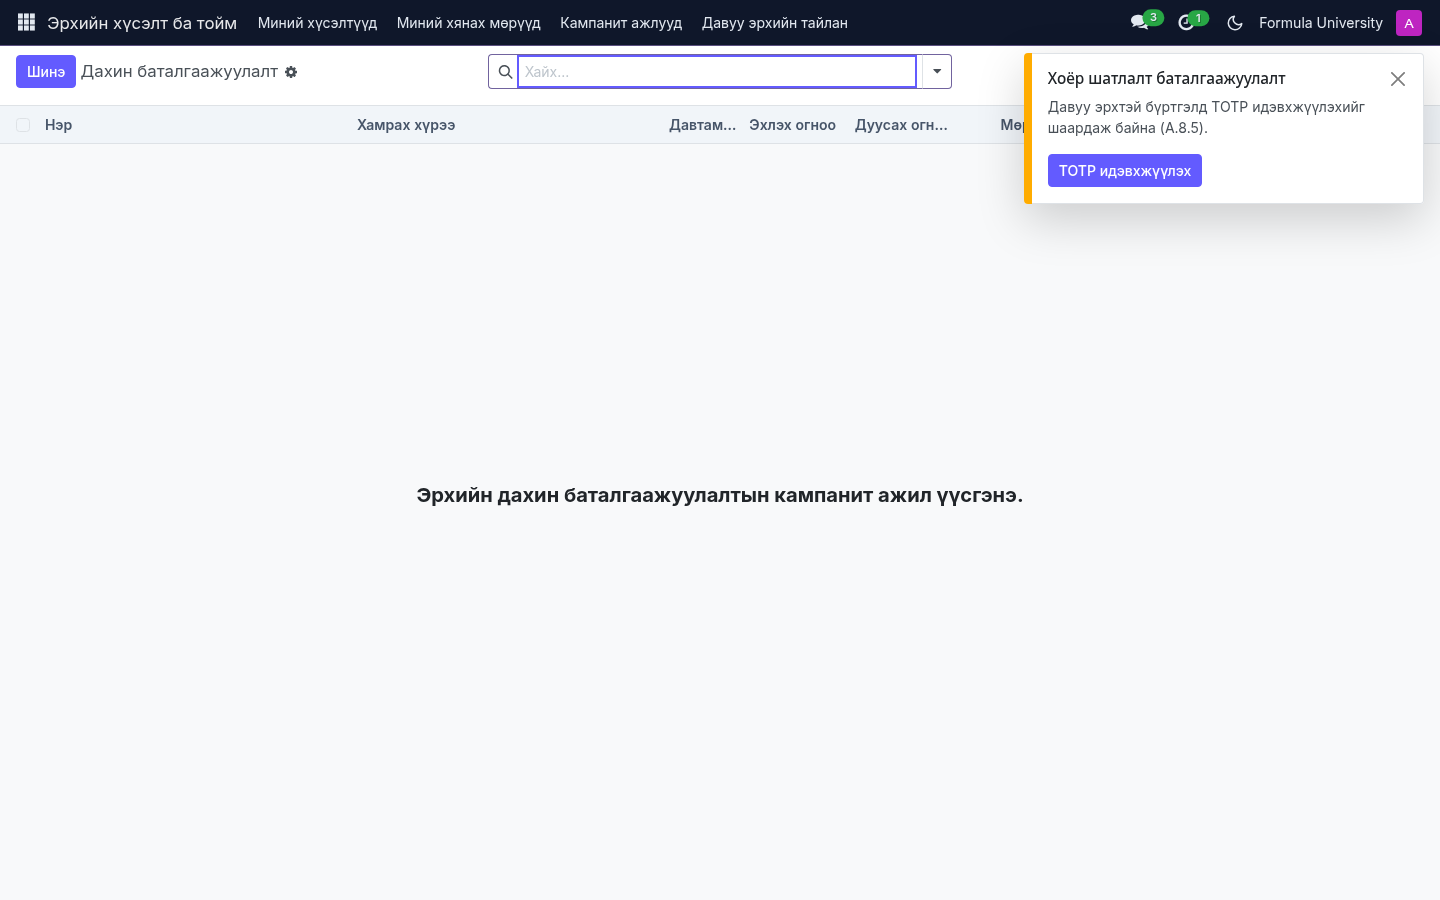 Эрхийн хүсэлт ба тойм
Миний хүсэлтүүд
Миний хянах мөрүүд
Кампанит ажлууд
Давуу эрхийн тайлан
3
1
Formula University
A
Шинэ
Дахин баталгаажуулалт
Хайх...
Хоёр шатлалт баталгаажуулалт
Давуу эрхтэй бүртгэлд TOTP идэвхжүүлэхийг
шаардаж байна (A.8.5).
TOTP идэвхжүүлэх
Нэр
Хамрах хүрээ
Давтам...
Эхлэх огноо
Дуусах огн...
Эрхийн дахин баталгаажуулалтын кампанит ажил үүсгэнэ.